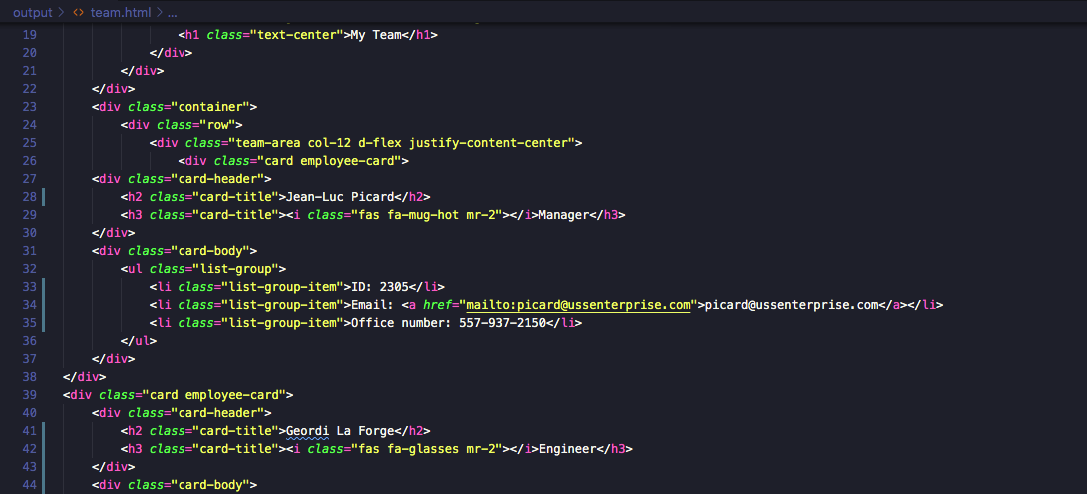 output > <> team.html > ...
19 <h1 class="text-center">My Team</h1>
20 </div>
21 </div>
22 </div>
23 <div class="container">
24 <div class="row">
25 <div class="team-area col-12 d-flex justify-content-center">
26 <div class="card employee-card">
27 <div class="card-header">
28 <h2 class="card-title">Jean-Luc Picard</h2>
29 <h3 class="card-title"><i class="fas fa-mug-hot mr-2"></i>Manager</h3>
30 </div>
31 <div class="card-body">
32 <ul class="list-group">
33 <li class="list-group-item">ID: 2305</li>
34 <li class="list-group-item">Email: <a href="mailto:picard@ussenterprise.com">picard@ussenterprise.com</a></li>
35 <li class="list-group-item">Office number: 557-937-2150</li>
36 </ul>
37 </div>
38 </div>
39 <div class="card employee-card">
40 <div class="card-header">
41 <h2 class="card-title">Geordi La Forge</h2>
42 <h3 class="card-title"><i class="fas fa-glasses mr-2"></i>Engineer</h3>
43 </div>
44 <div class="card-body">